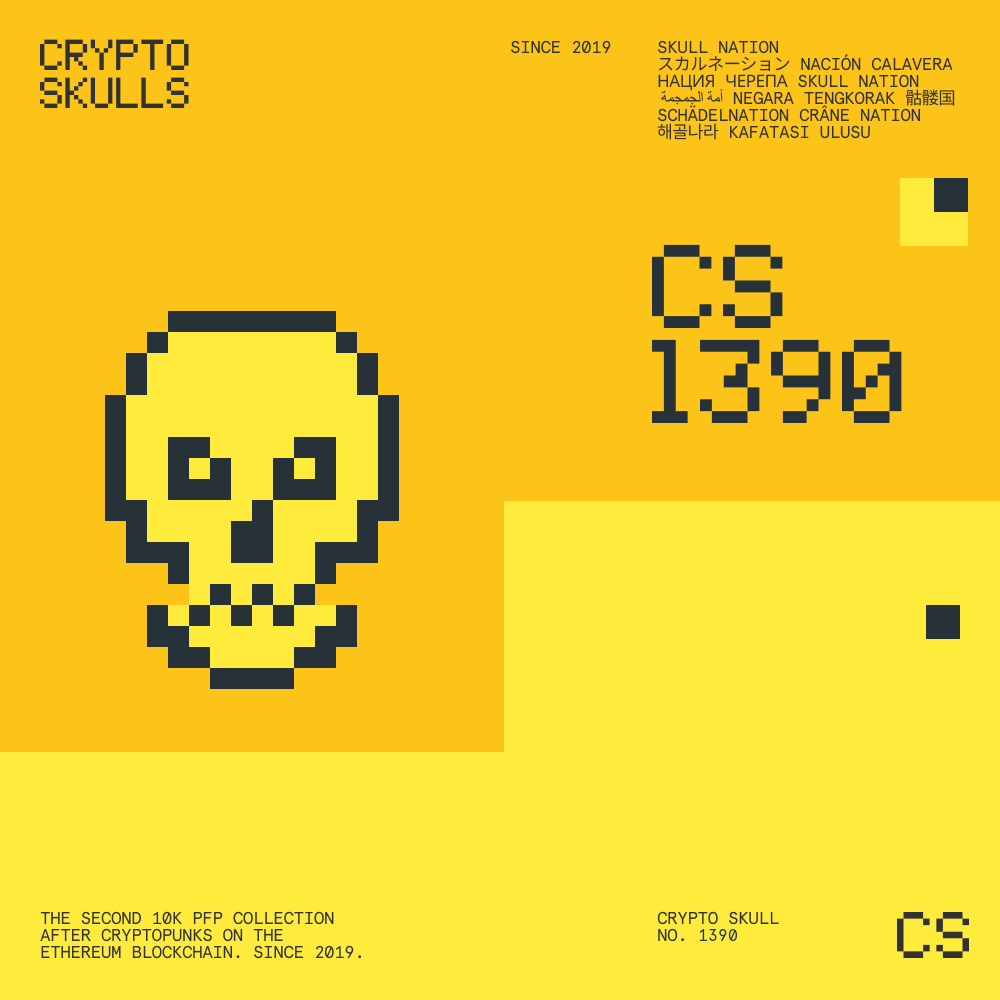 CRYPTO
SKULLS
SINCE 2019
SKULL NATION
スカルネーション NACIÓN CALAVERA
НАЦИЯ ЧЕРЕПА SKULL NATION
أمة الجمجمة NEGARA TENGKORAK 骷髅国
SCHÄDELNATION CRÂNE NATION
해골나라 KAFATASI ULUSU
CS
1390
THE SECOND 10K PFP COLLECTION
AFTER CRYPTOPUNKS ON THE
ETHEREUM BLOCKCHAIN. SINCE 2019.
CRYPTO SKULL
NO. 1390
CS